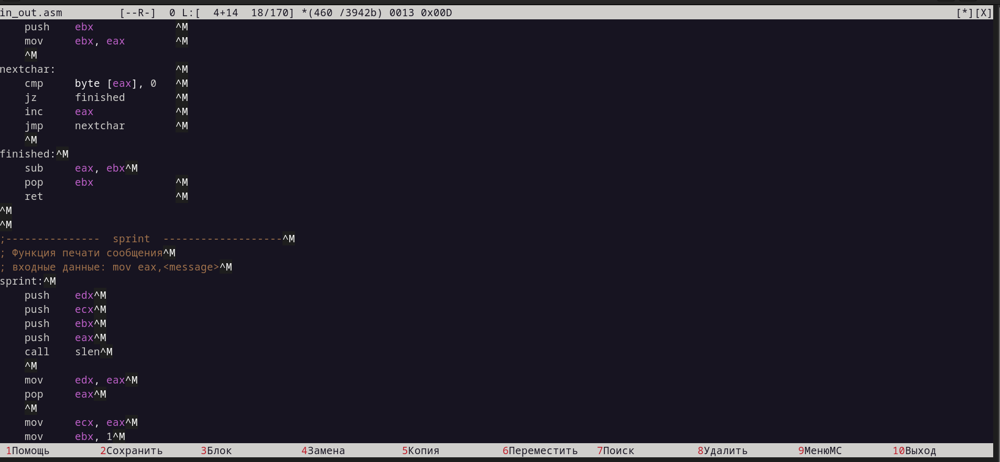 in_out.asm [--R-] 0 L:[ 4+14 18/170] *(460 /3942b) 0013 0x00D [*][X]
push ebx ^M
mov ebx, eax ^M
^M
nextchar: ^M
cmp byte [eax], 0 ^M
jz finished ^M
inc eax ^M
jmp nextchar ^M
^M
finished:^M
sub eax, ebx^M
pop ebx ^M
ret ^M
^M
^M
;--------------- sprint -------------------^M
; Функция печати сообщения^M
; входные данные: mov eax,<message>^M
sprint:^M
push edx^M
push ecx^M
push ebx^M
push eax^M
call slen^M
^M
mov edx, eax^M
pop eax^M
^M
mov ecx, eax^M
mov ebx, 1^M
1Помощь 2Сохранить 3Блок 4Замена 5Копия 6Переместить 7Поиск 8Удалить 9МенюMC 10Выход